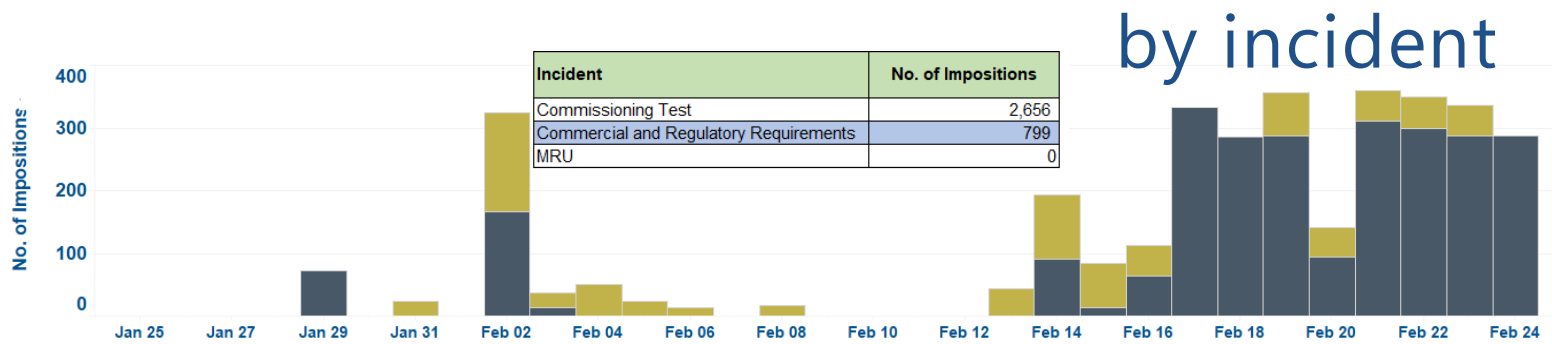 by incident
Incident No. of Impositions
Commissioning Test 2,656
Commercial and Regulatory Requirements 799
MRU 0
No. of Impositions
400
300
200
100
0
Jan 25 Jan 27 Jan 29 Jan 31 Feb 02 Feb 04 Feb 06 Feb 08 Feb 10 Feb 12 Feb 14 Feb 16 Feb 18 Feb 20 Feb 22 Feb 24